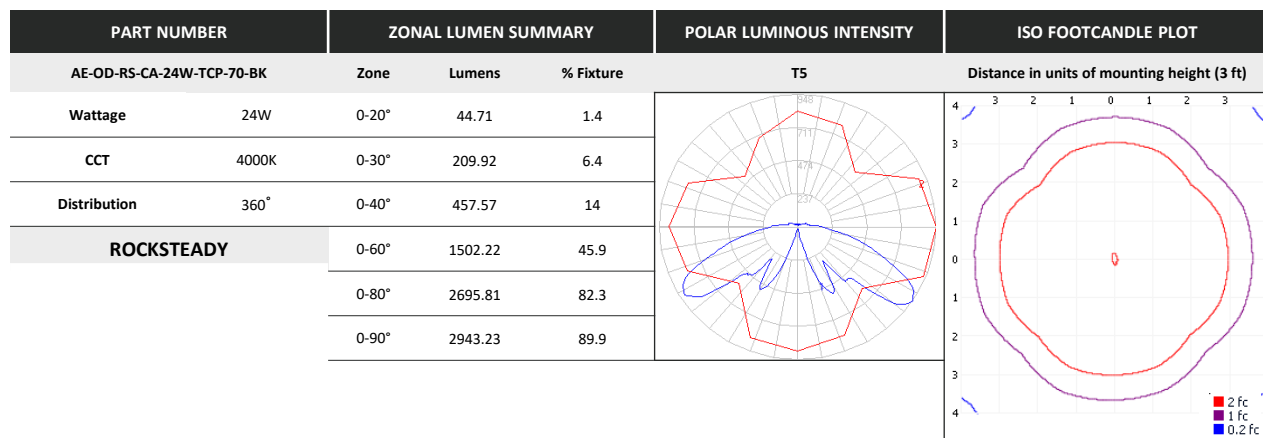 PART NUMBER
ZONAL LUMEN SUMMARY
POLAR LUMINOUS INTENSITY
ISO FOOTCANDLE PLOT
AE-OD-RS-CA-24W-TCP-70-BK
Zone Lumens % Fixture
T5
Distance in units of mounting height (3 ft)
Wattage 24W
CCT 4000K
Distribution 360°
ROCKSTEADY
0-20° 44.71 1.4
0-30° 209.92 6.4
0-40° 457.57 14
0-60° 1502.22 45.9
0-80° 2695.81 82.3
0-90° 2943.23 89.9
948
711
474
237
2
3 2 1 0 1 2 3
4
3
2
1
0
1
2
3
4
2 fc
1 fc
0.2 fc